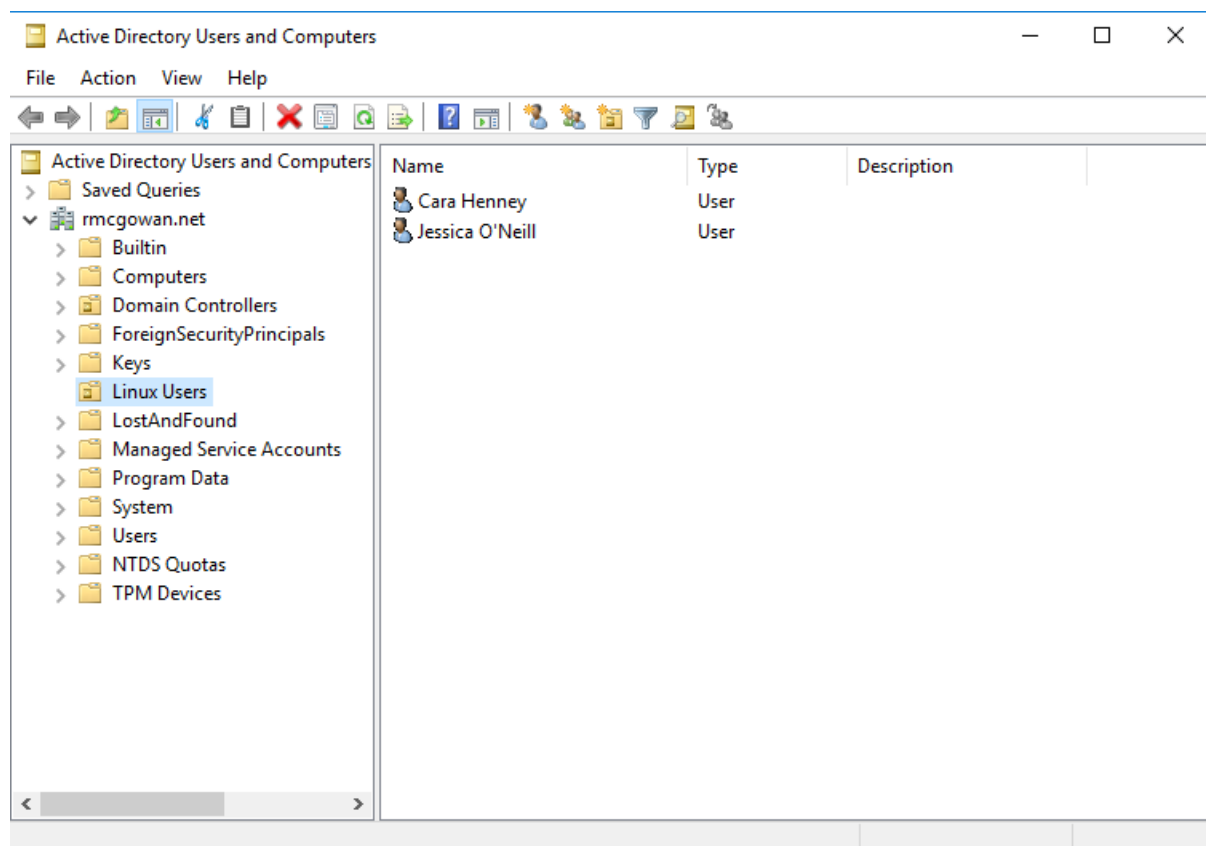 Active Directory Users and Computers
File Action View Help
Active Directory Users and Computers
Saved Queries
rmcgowan.net
Builtin
Computers
Domain Controllers
ForeignSecurityPrincipals
Keys
Linux Users
LostAndFound
Managed Service Accounts
Program Data
System
Users
NTDS Quotas
TPM Devices
Name Type Description
Cara Henney User
Jessica O'Neill User